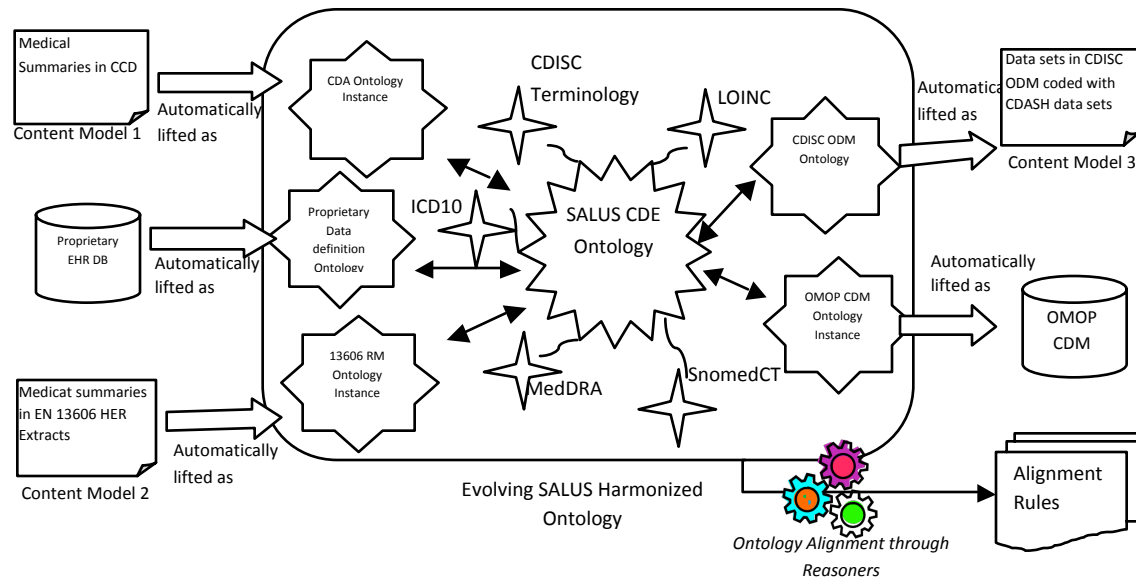 Medical
Summaries in CCD
Content Model 1
Automatically
lifted as
CDA Ontology
Instance
CDISC
Terminology
LOINC
CDISC ODM
Ontology
Automatica
lifted as
Data sets in CDISC
ODM coded with
CDASH data sets
Content Model 3
Proprietary
EHR DB
Automatically
lifted as
Proprietary
Data
definition
Ontology
ICD10
SALUS CDE
Ontology
OMOP CDM
Ontology
Instance
Automatically
lifted as
OMOP
CDM
Medicat summaries
in EN 13606 HER
Extracts
Content Model 2
Automatically
lifted as
13606 RM
Ontology
Instance
MedDRA
SnomedCT
Evolving SALUS Harmonized
Ontology
Ontology Alignment through
Reasoners
Alignment
Rules